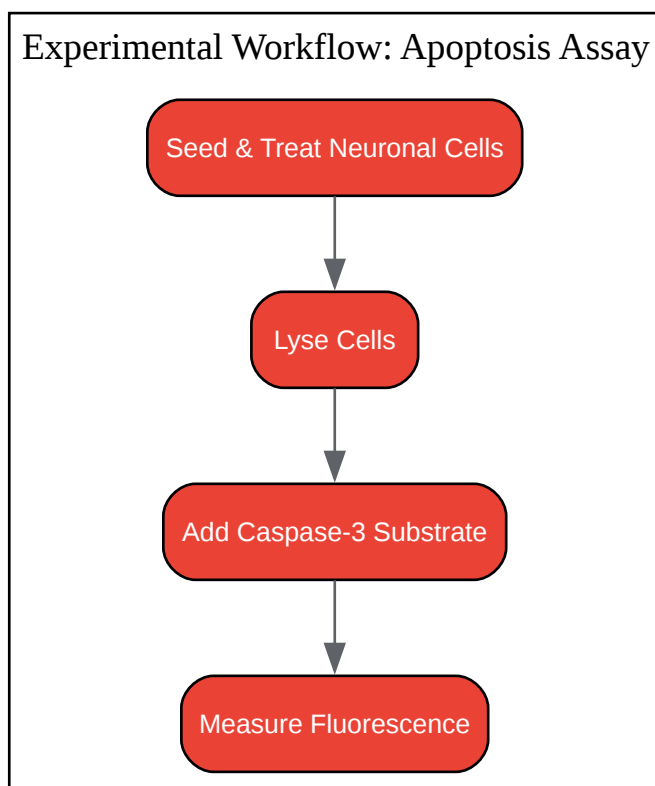 Experimental Workflow: Apoptosis Assay
Seed & Treat Neuronal Cells
Lyse Cells
Add Caspase-3 Substrate
Measure Fluorescence